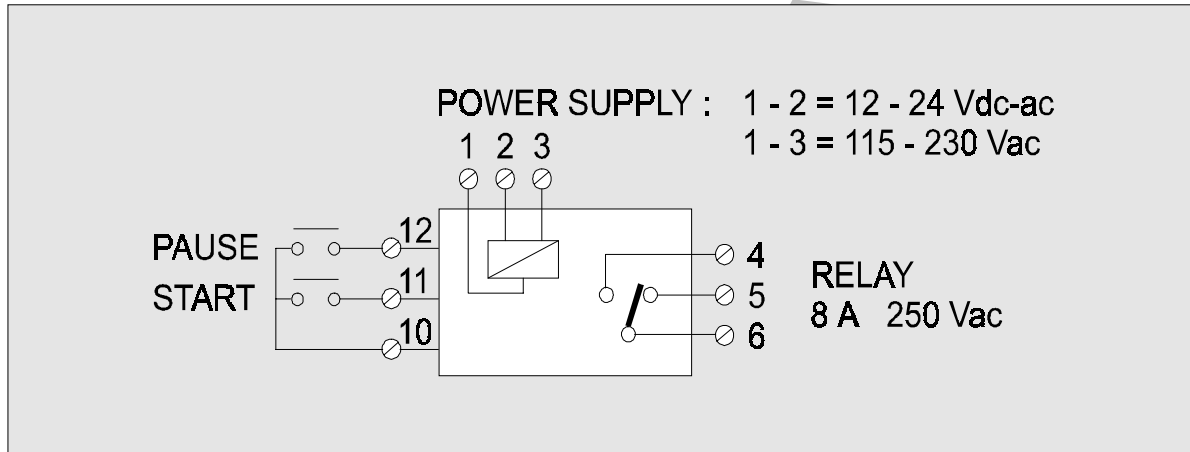 POWER SUPPLY : 1 - 2 = 12 - 24 Vdc-ac
1 - 3 = 115 - 230 Vac
1 2 3
PAUSE
12
START
11
10
4
5
6
RELAY
8 A 250 Vac